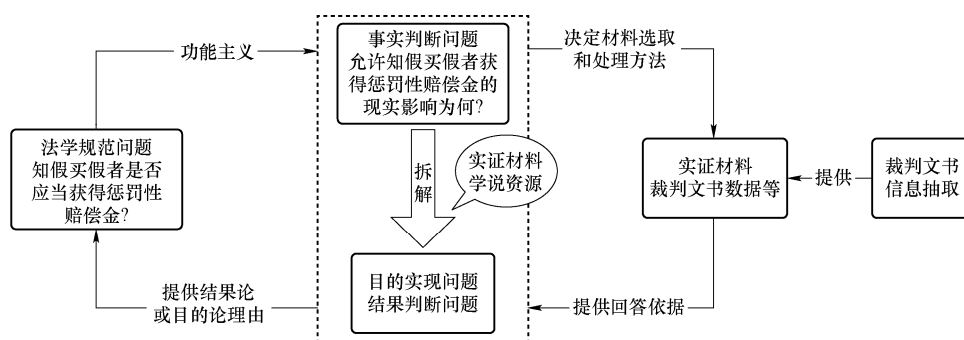 功能主义
法学规范问题
知假买假者是否
应当获得惩罚性
赔偿金?
提供结果论
或目的论理由
事实判断问题
允许知假买假者获
得惩罚性赔偿金的
现实影响为何?
拆解
实证材料
学说资源
目的实现问题
结果判断问题
决定材料选取
和处理方法
实证材料
裁判文书数据等
提供回答依据
提供
裁判文书
信息抽取